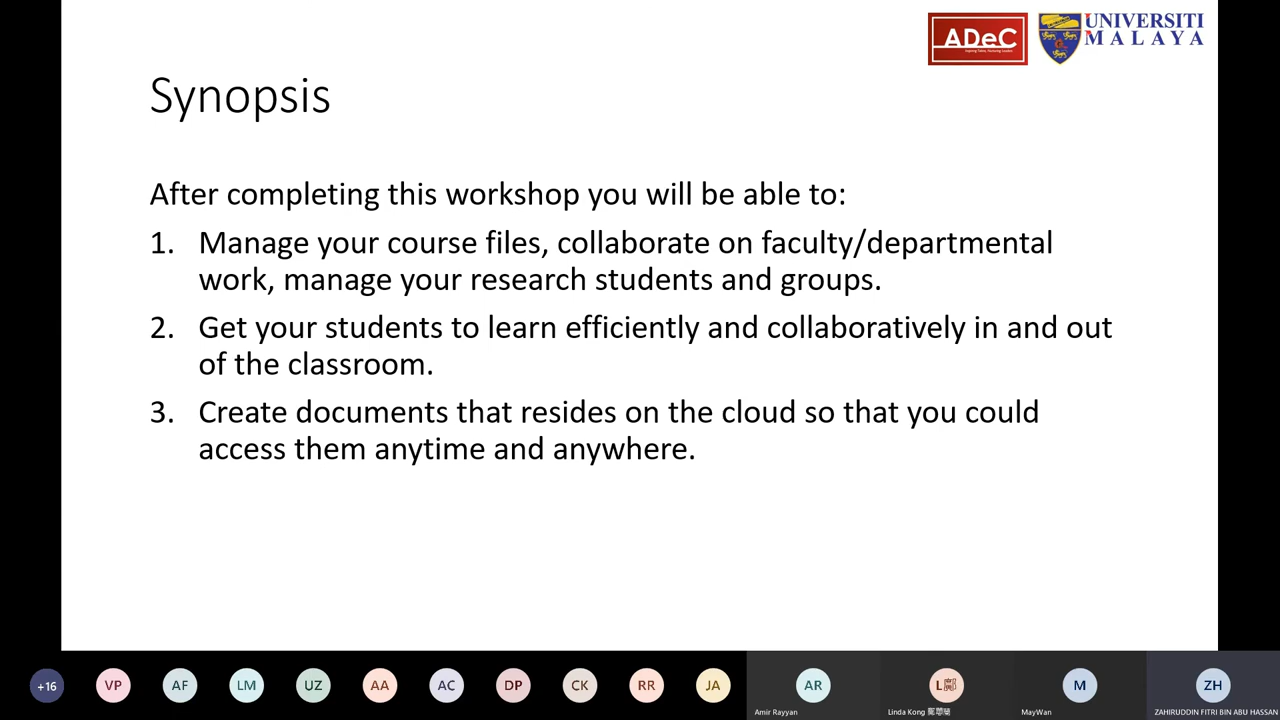 ADeC
UNIVERSITI
MALAYA
Synopsis
After completing this workshop you will be able to:
1. Manage your course files, collaborate on faculty/departmental
work, manage your research students and groups.
2. Get your students to learn efficiently and collaboratively in and out
of the classroom.
3. Create documents that resides on the cloud so that you could
access them anytime and anywhere.
+16 VP AF LM UZ AA AC DP CK RR JA AR L鄺 M ZH
Amir Rayyan Linda Kong MayWan ZAHIRUDDIN FITRI BIN ABU HASSAN